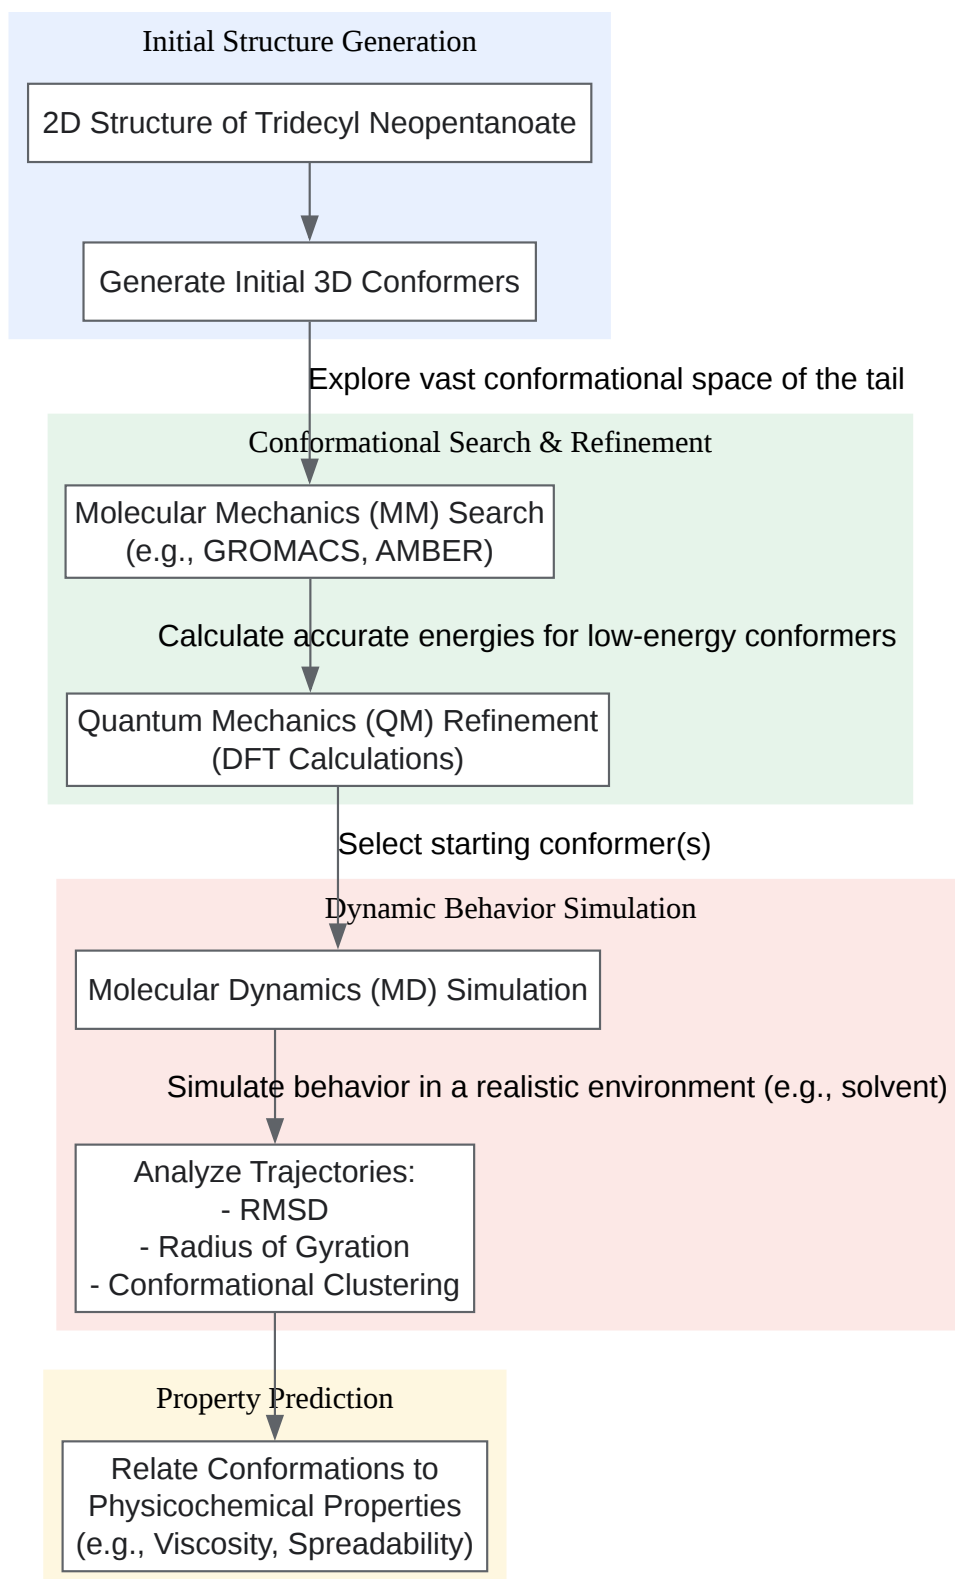 Initial Structure Generation
2D Structure of Tridecyl Neopentanoate
Generate Initial 3D Conformers
Explore vast conformational space of the tail
Conformational Search & Refinement
Molecular Mechanics (MM) Search
(e.g., GROMACS, AMBER)
Calculate accurate energies for low-energy conformers
Quantum Mechanics (QM) Refinement
(DFT Calculations)
Select starting conformer(s)
Dynamic Behavior Simulation
Molecular Dynamics (MD) Simulation
Simulate behavior in a realistic environment (e.g., solvent)
Analyze Trajectories:
- RMSD
- Radius of Gyration
- Conformational Clustering
Property Prediction
Relate Conformations to
Physicochemical Properties
(e.g., Viscosity, Spreadability)